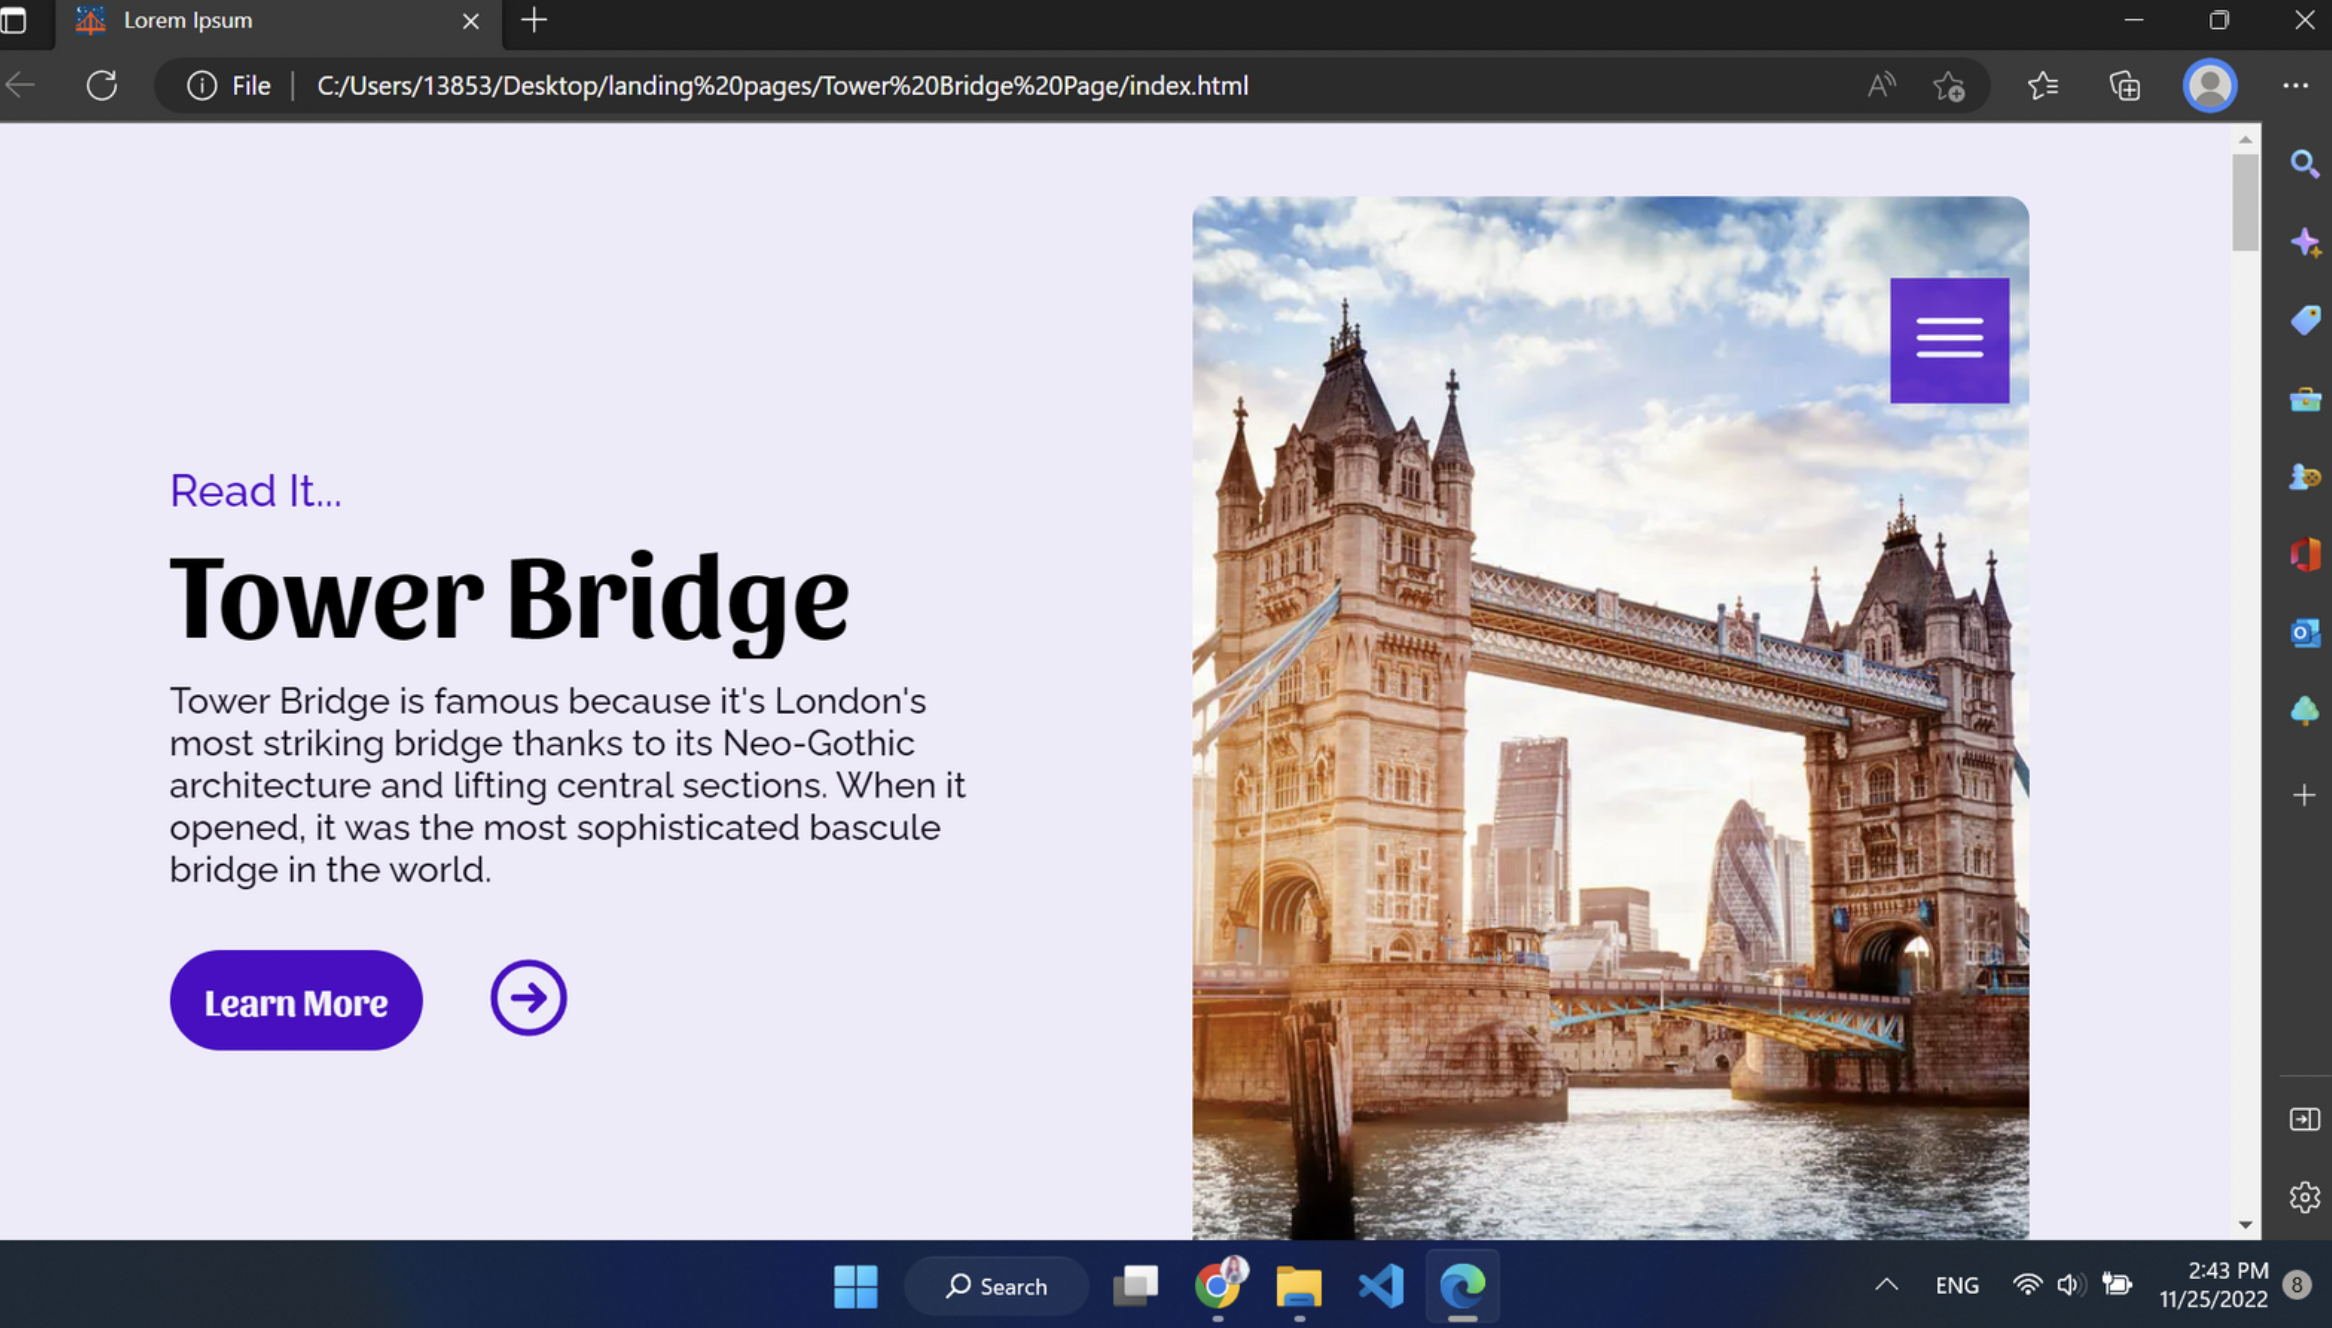 Lorem Ipsum
File
C:/Users/13853/Desktop/landing%20pages/Tower%20Bridge%20Page/index.html
Read It...
Tower Bridge
Tower Bridge is famous because it's London's
most striking bridge thanks to its Neo-Gothic
architecture and lifting central sections. When it
opened, it was the most sophisticated bascule
bridge in the world.
Learn More
Search
ENG
2:43 PM
11/25/2022
8